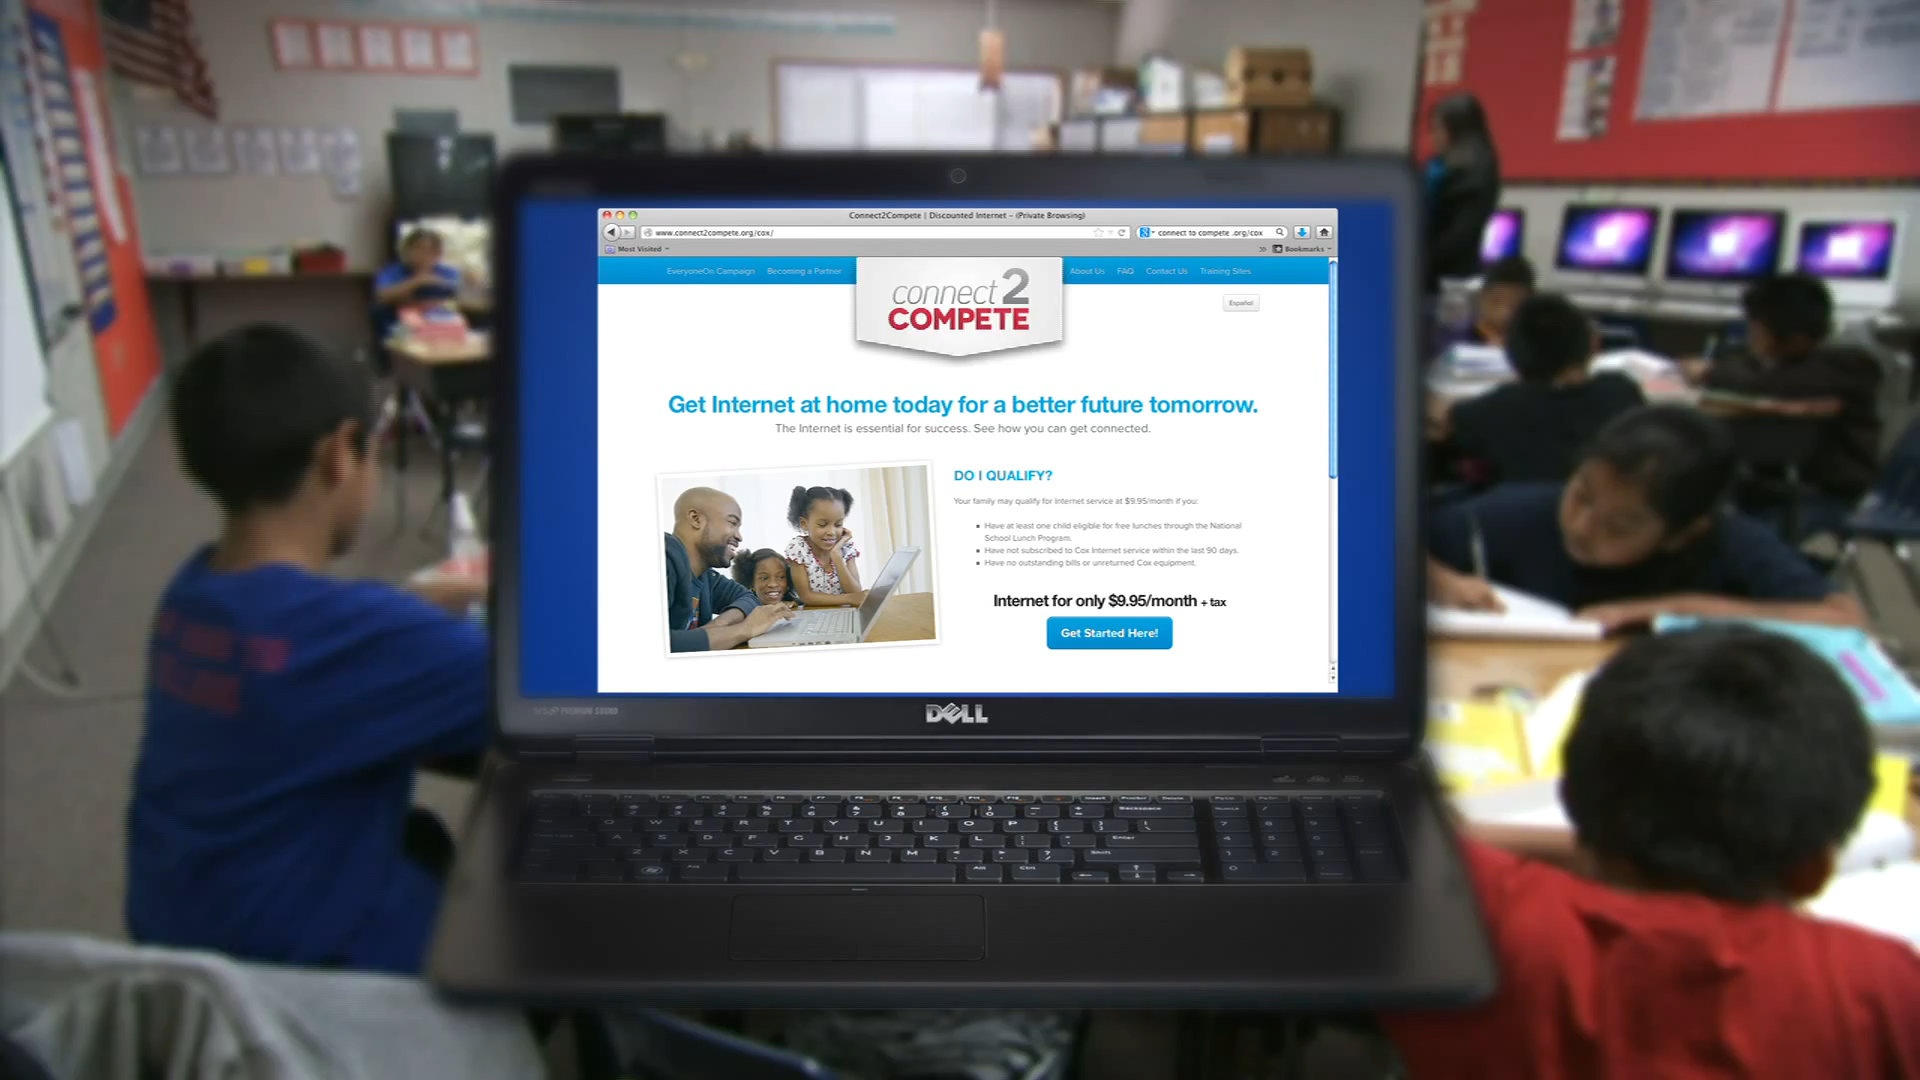 Connect2Compete | Discounted Internet - (Private Browsing)
www.connect2compete.org/cox/
connect to compete .org/cox
Most Visited
Bookmarks
EveryoneOn Campaign
Becoming a Partner
About Us
FAQ
Contact Us
Training Sites
connect 2
COMPETE
Español
Get Internet at home today for a better future tomorrow.
The Internet is essential for success. See how you can get connected.
DO I QUALIFY?
Your family may qualify for Internet service at $9.95/month if you:
Have at least one child eligible for free lunches through the National
School Lunch Program.
Have not subscribed to Cox Internet service within the last 90 days.
Have no outstanding bills or unreturned Cox equipment.
Internet for only $9.95/month + tax
Get Started Here!
DELL